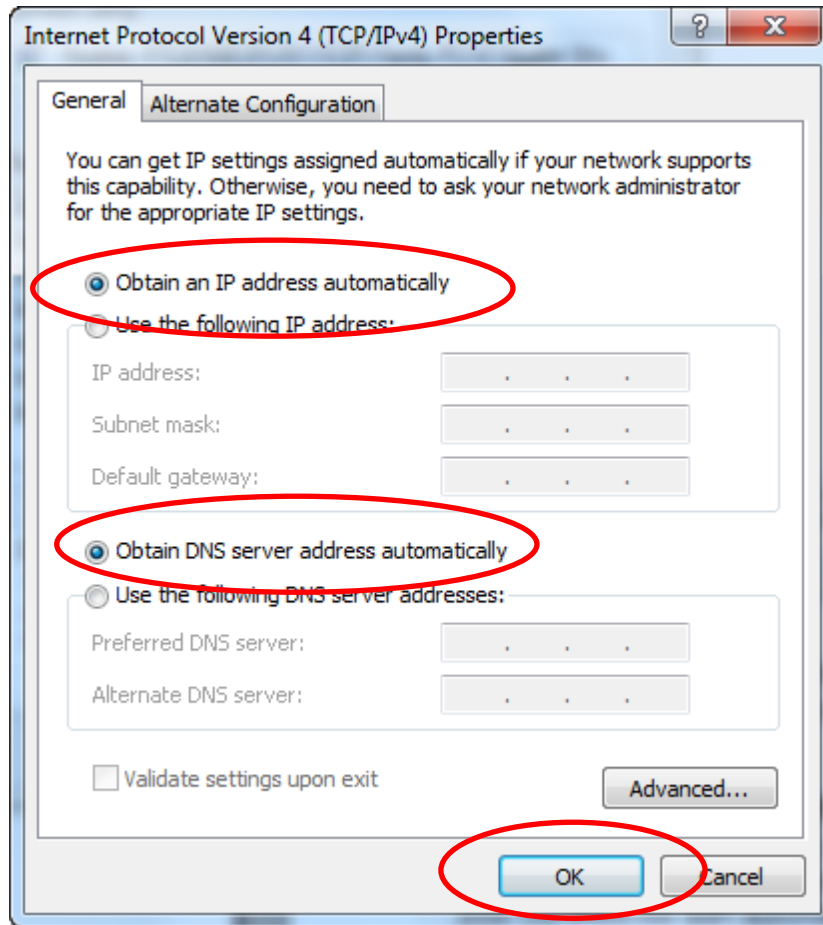 Internet Protocol Version 4 (TCP/IPv4) Properties
General
Alternate Configuration
You can get IP settings assigned automatically if your network supports
this capability. Otherwise, you need to ask your network administrator
for the appropriate IP settings.
Obtain an IP address automatically
Use the following IP address:
IP address:
Subnet mask:
Default gateway:
Obtain DNS server address automatically
Use the following DNS server addresses:
Preferred DNS server:
Alternate DNS server:
Validate settings upon exit
Advanced...
OK
Cancel